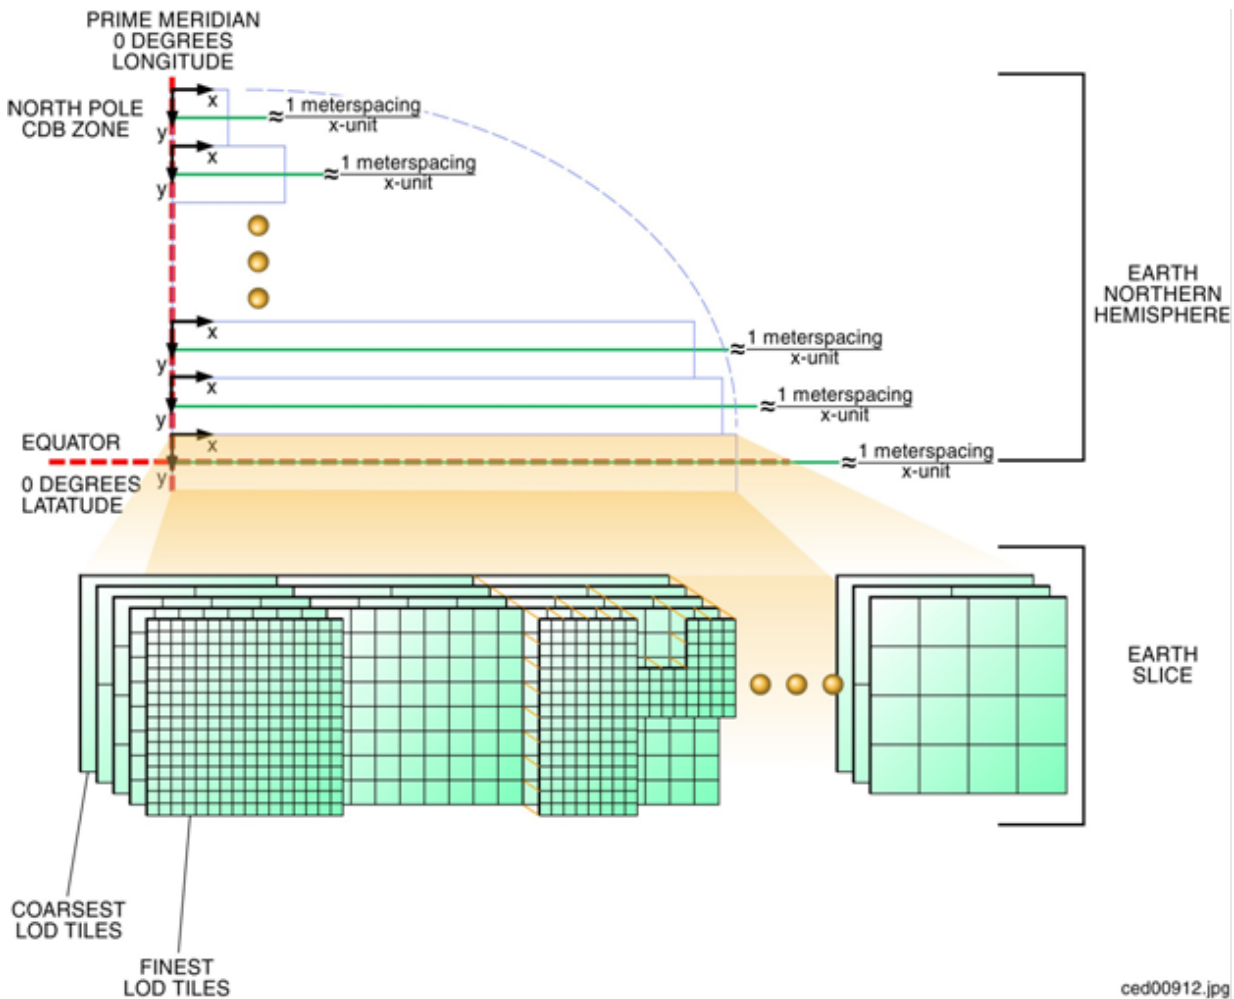 PRIME MERIDIAN
0 DEGREES
LONGITUDE
NORTH POLE
CDB ZONE
x
y
≈ 1 meterspacing
x-unit
x
y
≈ 1 meterspacing
x-unit
EARTH
NORTHERN
HEMISPHERE
x
y
≈ 1 meterspacing
x-unit
x
y
≈ 1 meterspacing
x-unit
EQUATOR
x
y
≈ 1 meterspacing
x-unit
0 DEGREES
LATATUDE
EARTH
SLICE
COARSEST
LOD TILES
FINEST
LOD TILES
ced00912.jpg